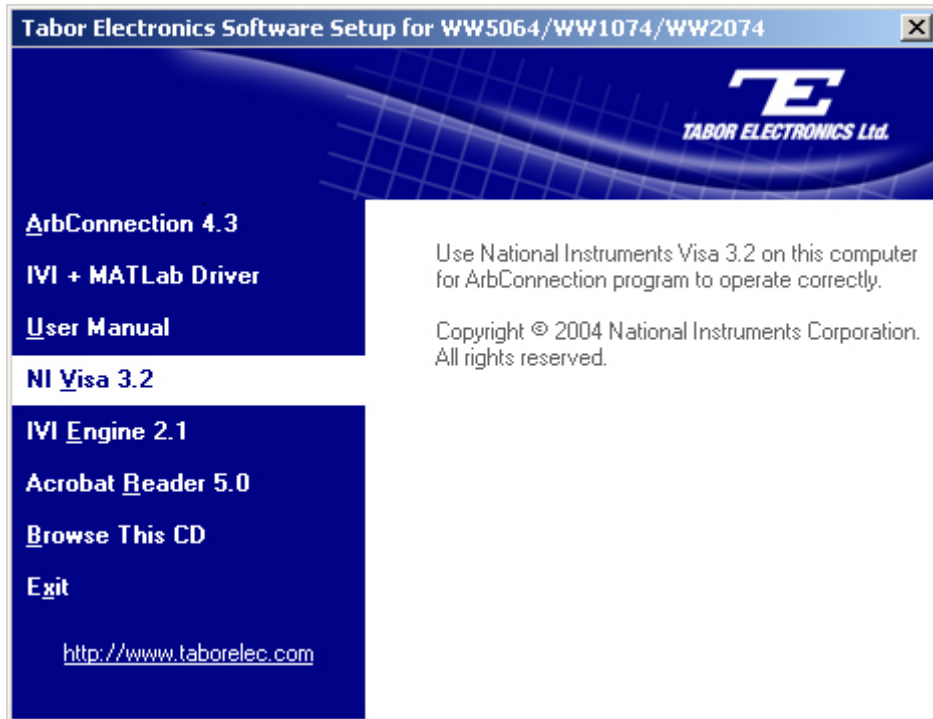 Tabor Electronics Software Setup for WW5064/WW1074/WW2074
TE
TABOR ELECTRONICS Ltd.
ArbConnection 4.3
IVI + MATLab Driver
User Manual
NI Visa 3.2
IVI Engine 2.1
Acrobat Reader 5.0
Browse This CD
Exit
http://www.taborelec.com
Use National Instruments Visa 3.2 on this computer
for ArbConnection program to operate correctly.
Copyright © 2004 National Instruments Corporation.
All rights reserved.